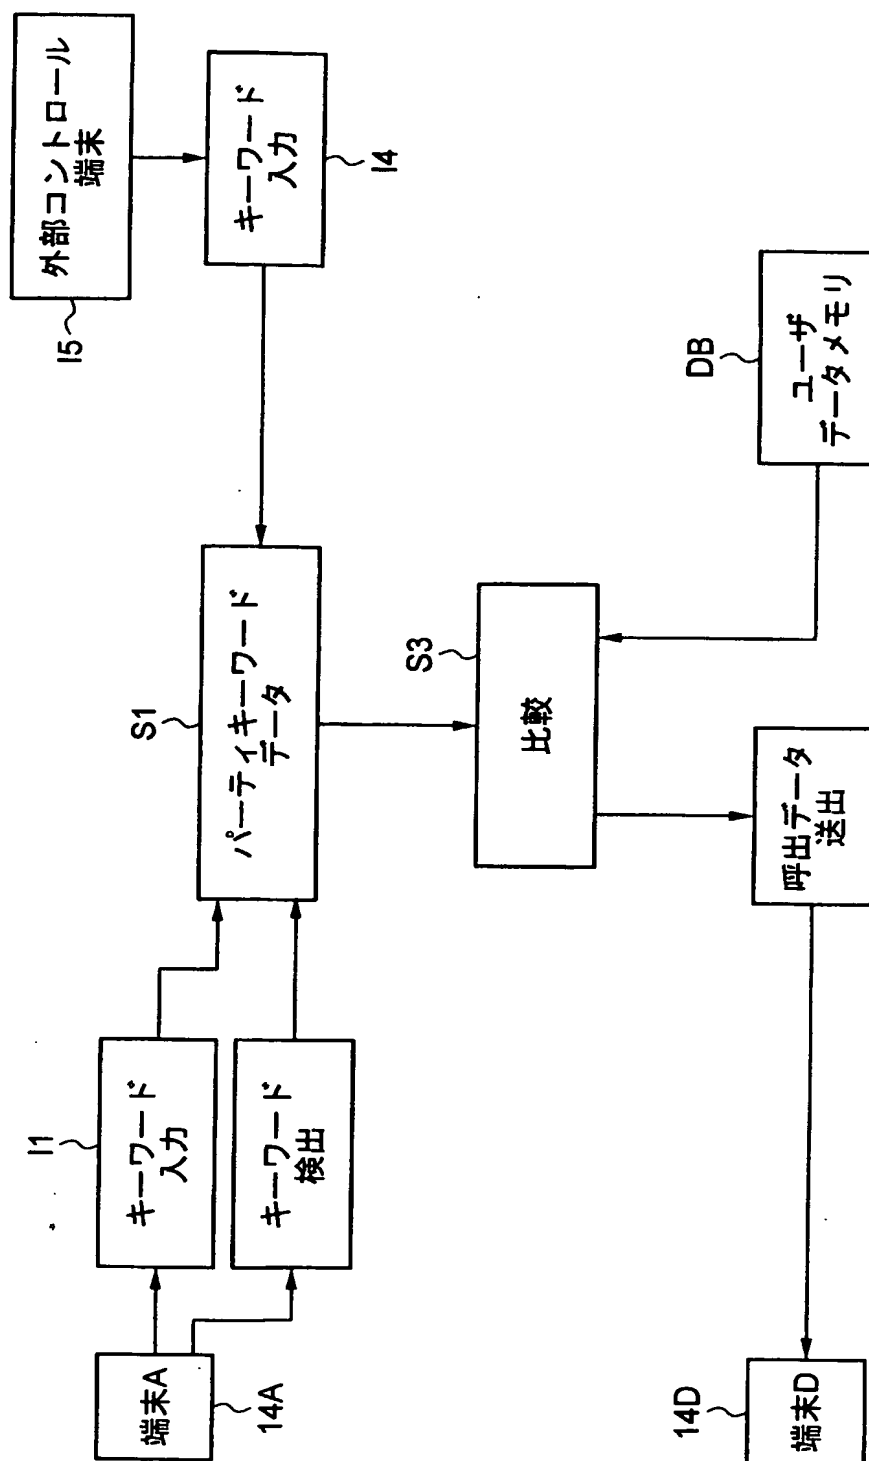 端末A
14A
I1
キーワード
入力
キーワード
検出
S1
パーティキーワード
データ
I5
外部コントロール
端末
キーワード
入力
I4
S3
比較
DB
ユーザ
データメモリ
呼出データ
送出
14D
端末D